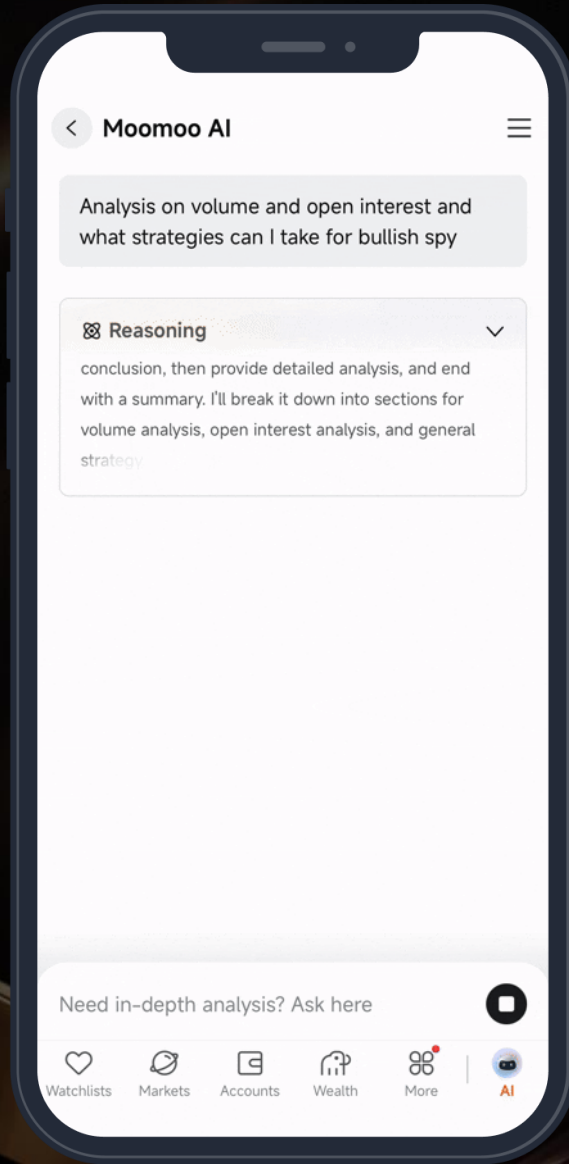 Moomoo AI
Analysis on volume and open interest and
what strategies can I take for bullish spy
Reasoning
conclusion, then provide detailed analysis, and end
with a summary. I'll break it down into sections for
volume analysis, open interest analysis, and general
strategy
Need in-depth analysis? Ask here
Watchlists
Markets
Accounts
Wealth
More
AI